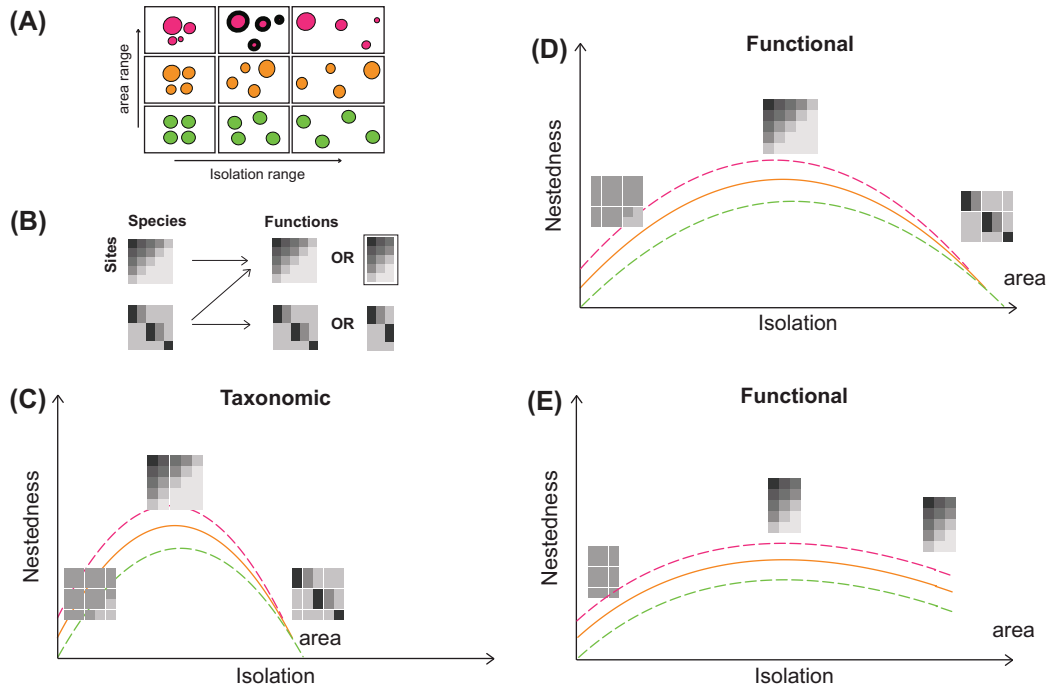 (A)
area range
Isolation range
(B)
Species
Functions
Sites
OR
OR
(C)
Taxonomic
Nestedness
area
Isolation
(D)
Functional
Nestedness
area
Isolation
(E)
Functional
Nestedness
area
Isolation